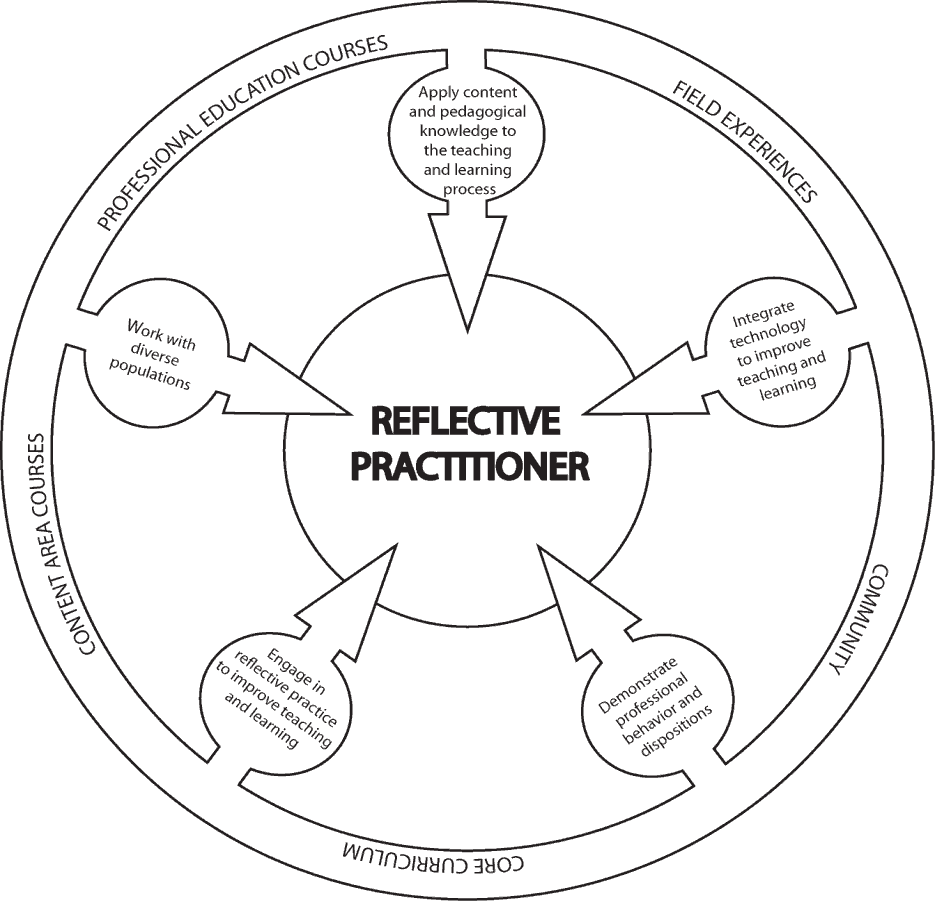 PROFESSIONAL EDUCATION COURSES
FIELD EXPERIENCES
Apply content
and pedagogical
knowledge to
the teaching
and learning
process
Work with
diverse
populations
Integrate
technology
to improve
teaching and
learning
REFLECTIVE
PRACTITIONER
CONTENT AREA COURSES
COMMUNITY
Engage in
reflective practice
to improve teaching
and learning
Demonstrate
professional
behavior and
dispositions
CORE CURRICULUM